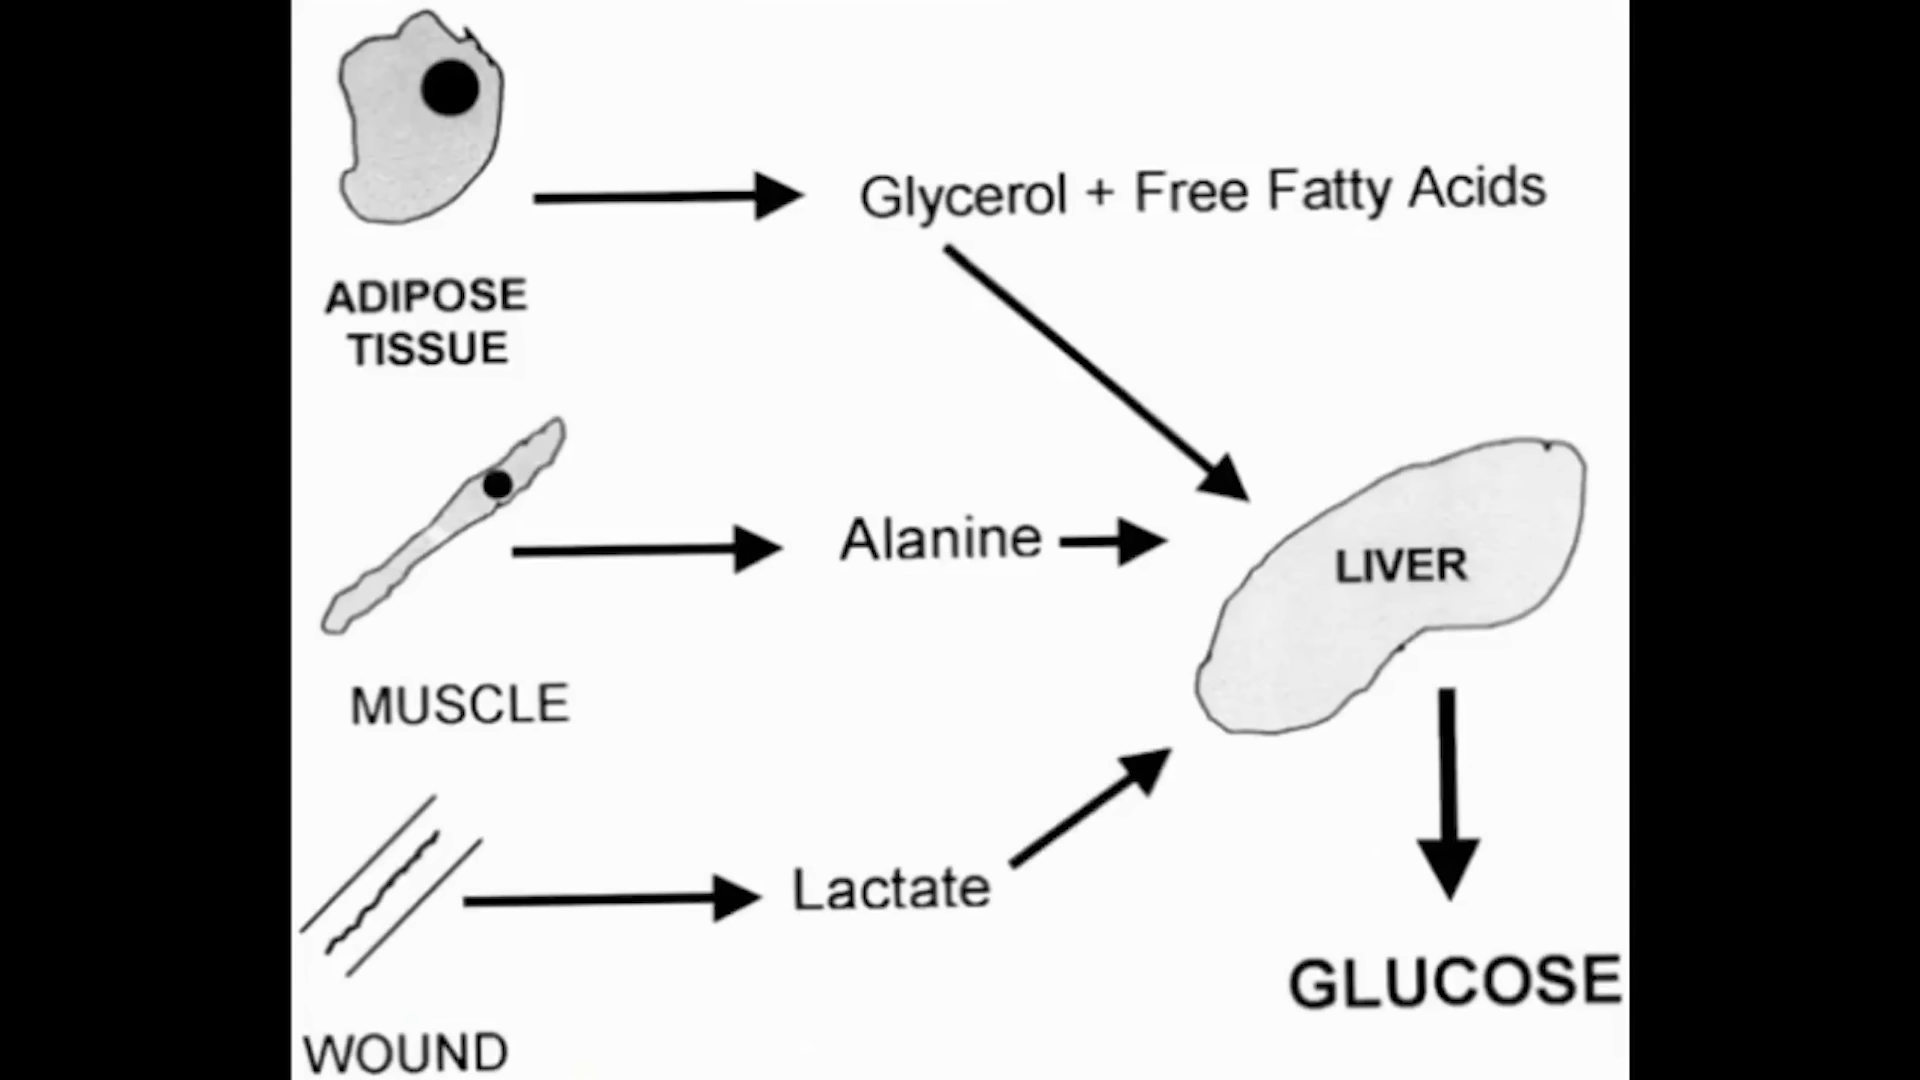 Glycerol + Free Fatty Acids
ADIPOSE
TISSUE
Alanine
LIVER
MUSCLE
Lactate
GLUCOSE
WOUND